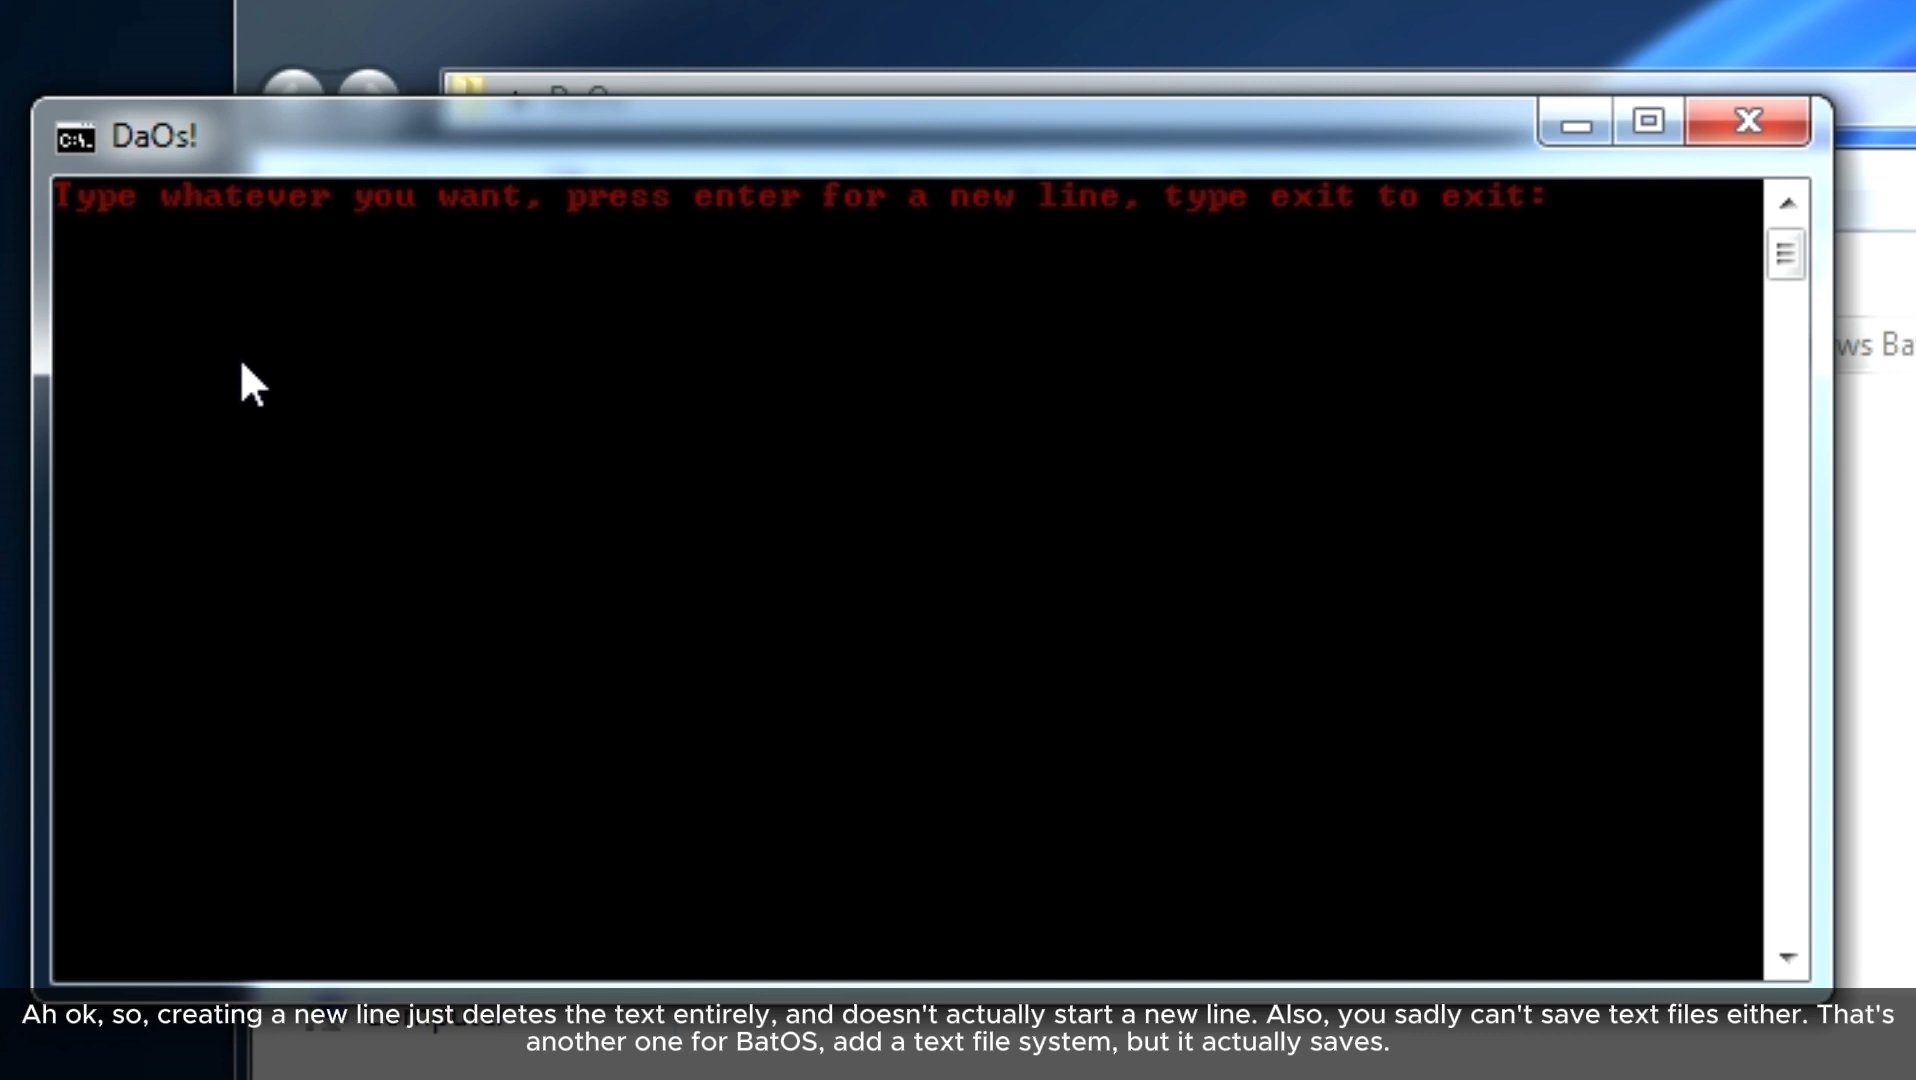 C:\.
DaOs!
Type whatever you want, press enter for a new line, type exit to exit:
ws Ba
Ah ok, so, creating a new line just deletes the text entirely, and doesn't actually start a new line. Also, you sadly can't save text files either. That's
another one for BatOS, add a text file system, but it actually saves.